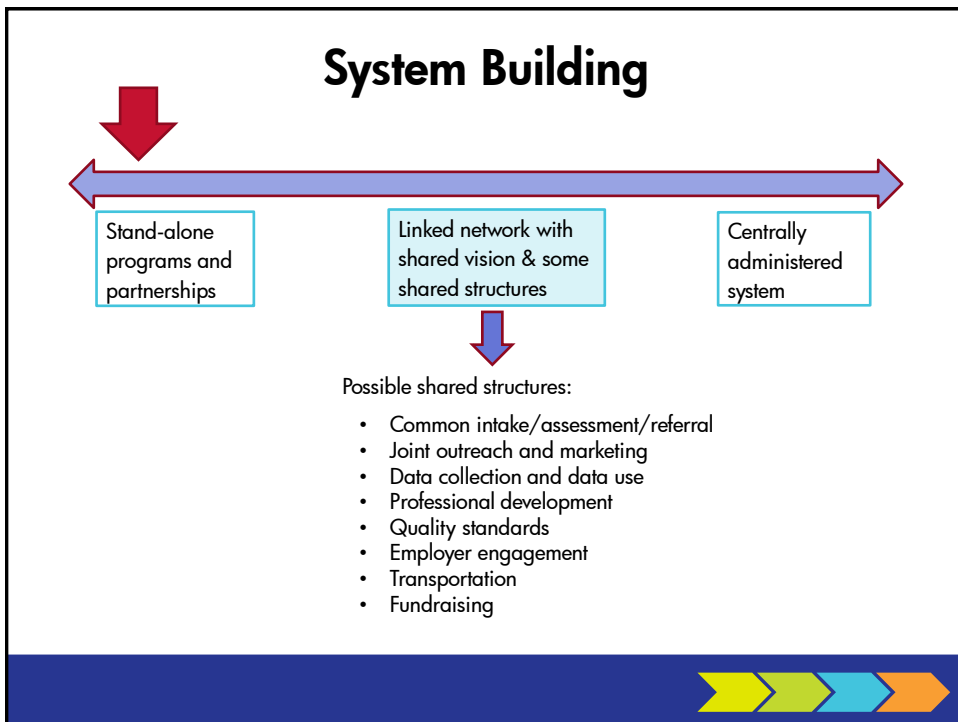 System Building
Stand-alone
programs and
partnerships
Linked network with
shared vision & some
shared structures
Centrally
administered
system
Possible shared structures:
• Common intake/assessment/referral
• Joint outreach and marketing
• Data collection and data use
• Professional development
• Quality standards
• Employer engagement
• Transportation
• Fundraising